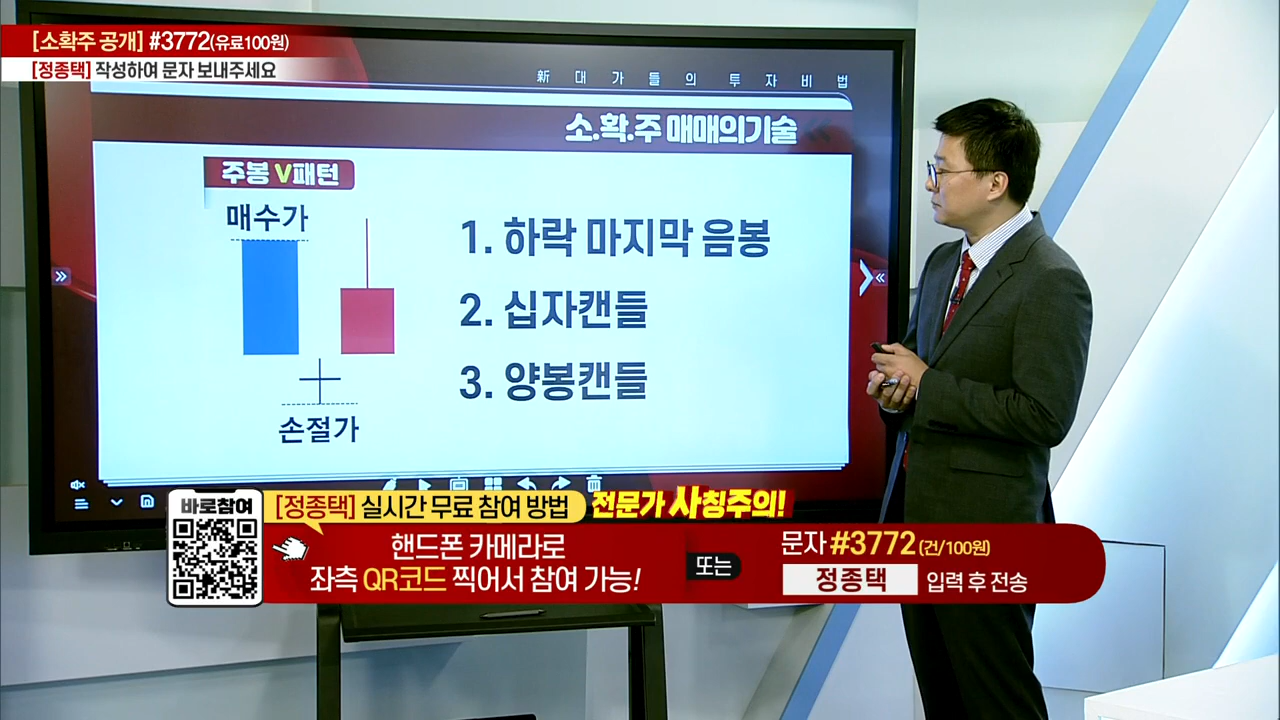 [소확주 공개] #3772(유료100원)
[정종택] 작성하여 문자 보내주세요
新 대가들의 투자비법
소.확.주 매매의기술
주봉 V패턴
매수가
손절가
1. 하락 마지막 음봉
2. 십자캔들
3. 양봉캔들
바로참여
[정종택] 실시간 무료 참여 방법
전문가 사칭주의!
핸드폰 카메라로
좌측 QR코드 찍어서 참여 가능!
또는
문자 #3772 (건/100원)
정종택 입력 후 전송